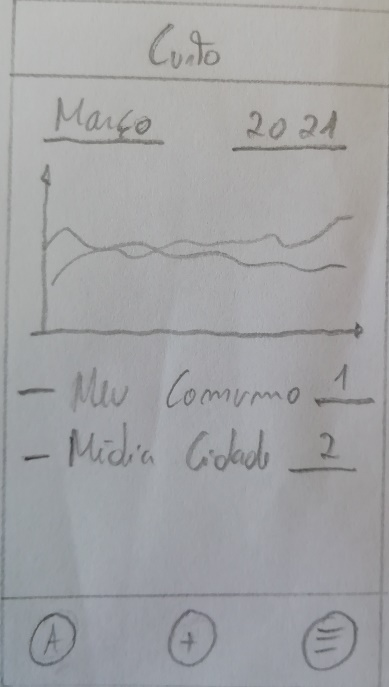 Custo
Março 2021
— Meu Consumo 1
— Média Cidade 2
A +